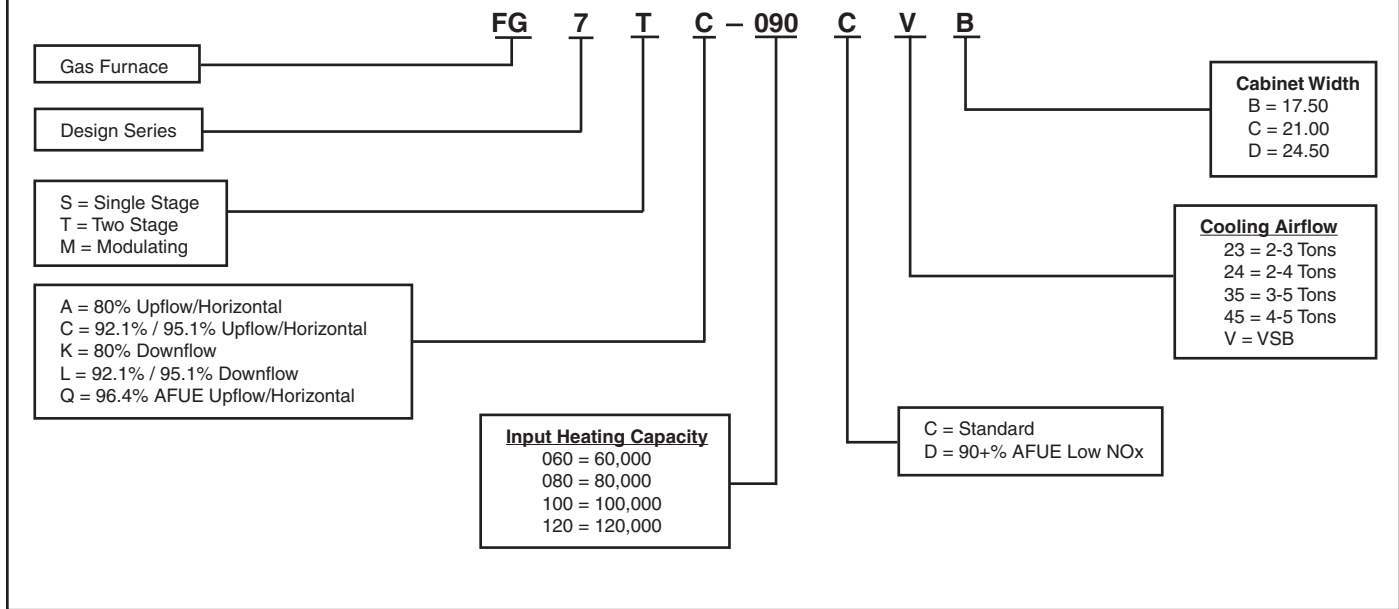 FG 7 T C – 090 C V B
Gas Furnace
Design Series
S = Single Stage
T = Two Stage
M = Modulating
A = 80% Upflow/Horizontal
C = 92.1% / 95.1% Upflow/Horizontal
K = 80% Downflow
L = 92.1% / 95.1% Downflow
Q = 96.4% AFUE Upflow/Horizontal
Input Heating Capacity
060 = 60,000
080 = 80,000
100 = 100,000
120 = 120,000
C = Standard
D = 90+% AFUE Low NOx
Cooling Airflow
23 = 2-3 Tons
24 = 2-4 Tons
35 = 3-5 Tons
45 = 4-5 Tons
V = VSB
Cabinet Width
B = 17.50
C = 21.00
D = 24.50